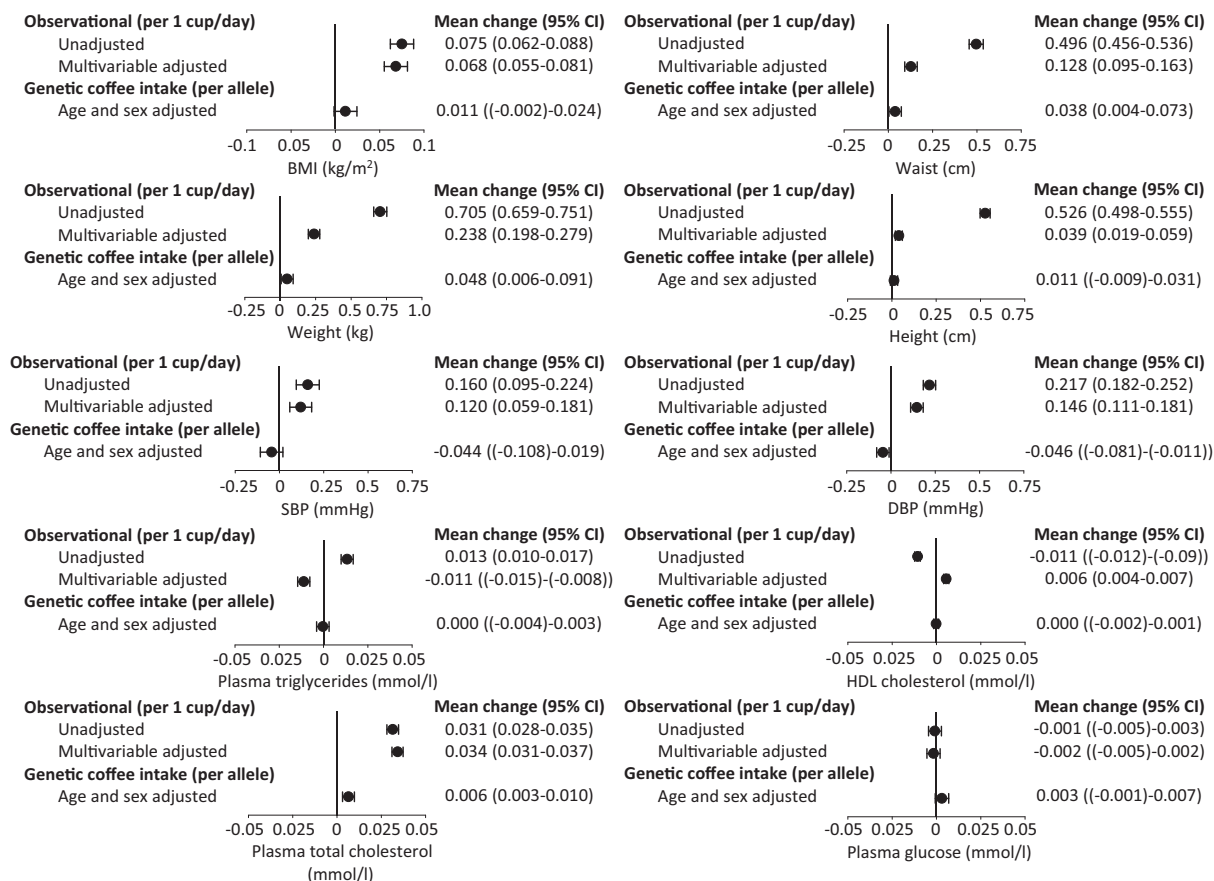 Observational (per 1 cup/day) Mean change (95% CI)
Unadjusted 0.075 (0.062-0.088)
Multivariable adjusted 0.068 (0.055-0.081)
Genetic coffee intake (per allele)
Age and sex adjusted 0.011 ((-0.002)-0.024)
-0.1 0.05 0 0.05 0.1
BMI (kg/m²)
Observational (per 1 cup/day) Mean change (95% CI)
Unadjusted 0.496 (0.456-0.536)
Multivariable adjusted 0.128 (0.095-0.163)
Genetic coffee intake (per allele)
Age and sex adjusted 0.038 (0.004-0.073)
-0.25 0 0.25 0.5 0.75
Waist (cm)
Observational (per 1 cup/day) Mean change (95% CI)
Unadjusted 0.705 (0.659-0.751)
Multivariable adjusted 0.238 (0.198-0.279)
Genetic coffee intake (per allele)
Age and sex adjusted 0.048 (0.006-0.091)
-0.25 0 0.25 0.5 0.75 1.0
Weight (kg)
Observational (per 1 cup/day) Mean change (95% CI)
Unadjusted 0.526 (0.498-0.555)
Multivariable adjusted 0.039 (0.019-0.059)
Genetic coffee intake (per allele)
Age and sex adjusted 0.011 ((-0.009)-0.031)
-0.25 0 0.25 0.5 0.75
Height (cm)
Observational (per 1 cup/day) Mean change (95% CI)
Unadjusted 0.160 (0.095-0.224)
Multivariable adjusted 0.120 (0.059-0.181)
Genetic coffee intake (per allele)
Age and sex adjusted -0.044 ((-0.108)-0.019)
-0.25 0 0.25 0.5 0.75
SBP (mmHg)
Observational (per 1 cup/day) Mean change (95% CI)
Unadjusted 0.217 (0.182-0.252)
Multivariable adjusted 0.146 (0.111-0.181)
Genetic coffee intake (per allele)
Age and sex adjusted -0.046 ((-0.081)-(-0.011))
-0.25 0 0.25 0.5 0.75
DBP (mmHg)
Observational (per 1 cup/day) Mean change (95% CI)
Unadjusted 0.013 (0.010-0.017)
Multivariable adjusted -0.011 ((-0.015)-(-0.008))
Genetic coffee intake (per allele)
Age and sex adjusted 0.000 ((-0.004)-0.003)
-0.05 0.025 0 0.025 0.05
Plasma triglycerides (mmol/l)
Observational (per 1 cup/day) Mean change (95% CI)
Unadjusted -0.011 ((-0.012)-(-0.09))
Multivariable adjusted 0.006 (0.004-0.007)
Genetic coffee intake (per allele)
Age and sex adjusted 0.000 ((-0.002)-0.001)
-0.05 0.025 0 0.025 0.05
HDL cholesterol (mmol/l)
Observational (per 1 cup/day) Mean change (95% CI)
Unadjusted 0.031 (0.028-0.035)
Multivariable adjusted 0.034 (0.031-0.037)
Genetic coffee intake (per allele)
Age and sex adjusted 0.006 (0.003-0.010)
-0.05 0.025 0 0.025 0.05
Plasma total cholesterol
(mmol/l)
Observational (per 1 cup/day) Mean change (95% CI)
Unadjusted -0.001 ((-0.005)-0.003)
Multivariable adjusted -0.002 ((-0.005)-0.002)
Genetic coffee intake (per allele)
Age and sex adjusted 0.003 ((-0.001)-0.007)
-0.05 0.025 0 0.025 0.05
Plasma glucose (mmol/l)